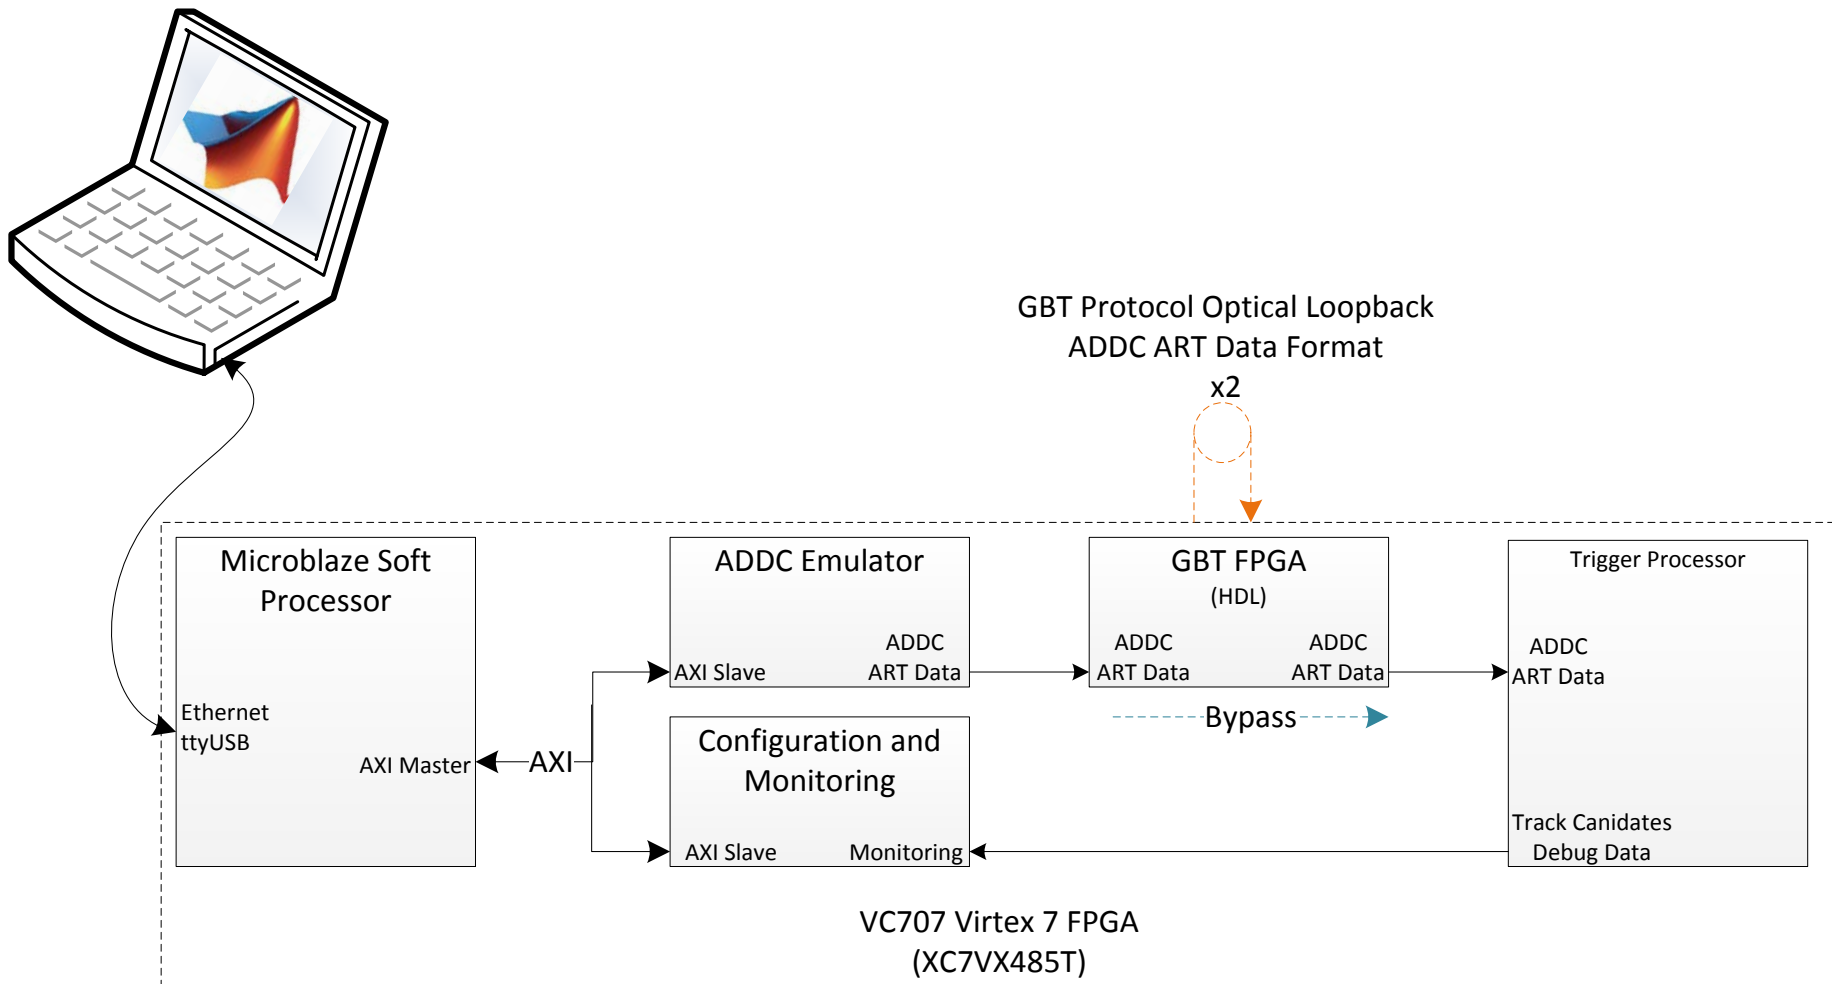 GBT Protocol Optical Loopback
ADDC ART Data Format
x2
Microblaze Soft
Processor
Ethernet
ttyUSB
AXI Master
AXI
ADDC Emulator
ADDC
AXI Slave
ART Data
Configuration and
Monitoring
AXI Slave
Monitoring
GBT FPGA
(HDL)
ADDC
ART Data
ADDC
ART Data
Bypass
Trigger Processor
ADDC
ART Data
Track Canidates
Debug Data
VC707 Virtex 7 FPGA
(XC7VX485T)